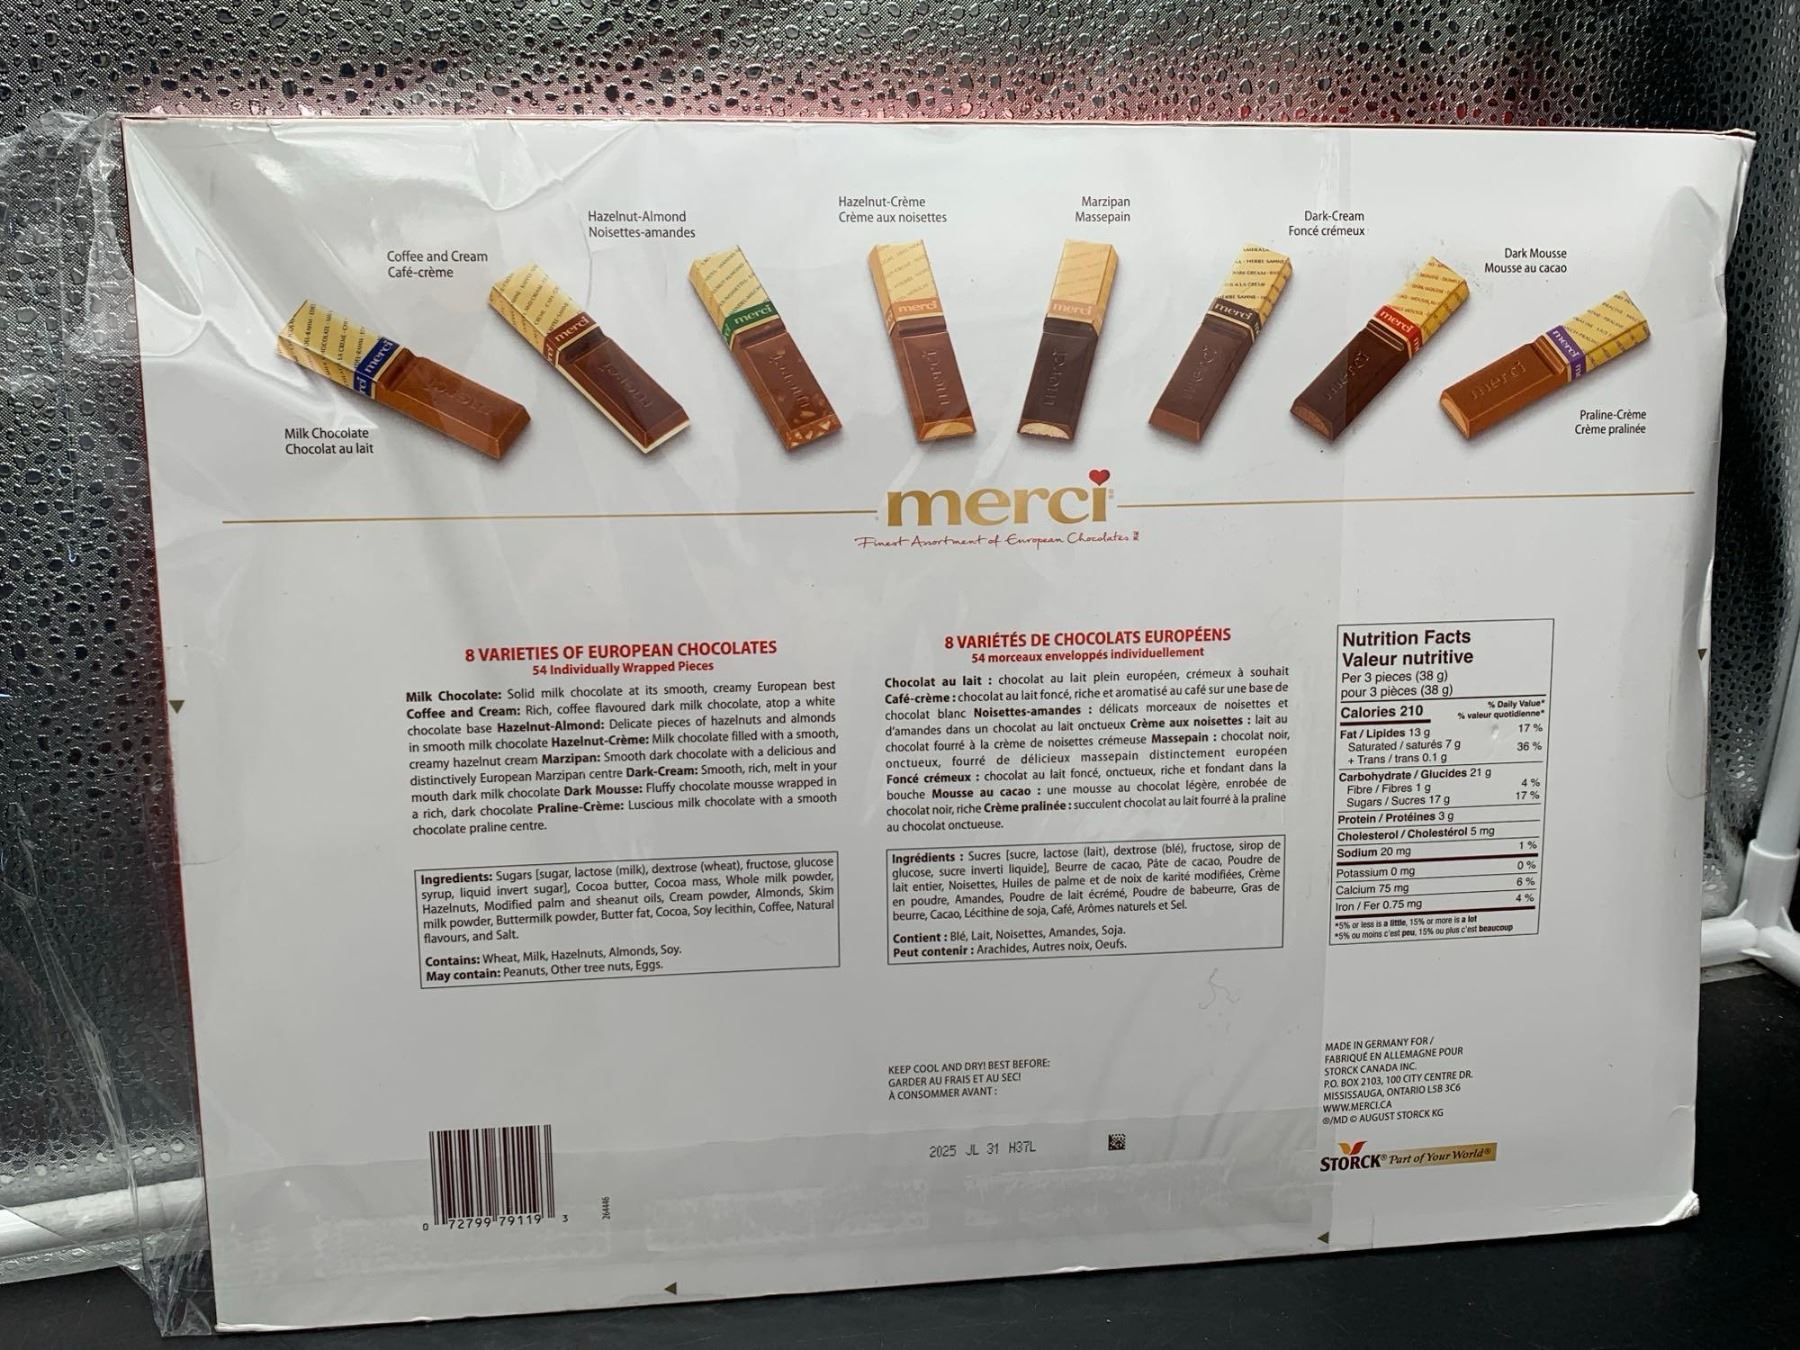 Hazelnut-Crème
Crème aux noisettes
Marzipan
Massepain
Hazelnut-Almond
Noisettes-amandes
Dark-Cream
Foncé crémeux
Coffee and Cream
Café-crème
Dark Mousse
Mousse au cacao
merci
merci
merci
merci
merci
merci
merci
merci
Milk Chocolate
Chocolat au lait
Praline-Crème
Crème pralinée
merci
Finest Assortment of European Chocolates
8 VARIETIES OF EUROPEAN CHOCOLATES
54 Individually Wrapped Pieces
Milk Chocolate: Solid milk chocolate at its smooth, creamy European best
Coffee and Cream: Rich, coffee flavoured dark milk chocolate, atop a white
chocolate base Hazelnut-Almond: Delicate pieces of hazelnuts and almonds
in smooth milk chocolate Hazelnut-Crème: Milk chocolate filled with a smooth,
creamy hazelnut cream Marzipan: Smooth dark chocolate with a delicious and
distinctively European Marzipan centre Dark-Cream: Smooth, rich, melt in your
mouth dark milk chocolate Dark Mousse: Fluffy chocolate mousse wrapped in
a rich, dark chocolate Praline-Crème: Luscious milk chocolate with a smooth
chocolate praline centre.
Ingredients: Sugars [sugar, lactose (milk), dextrose (wheat), fructose, glucose
syrup, liquid invert sugar], Cocoa butter, Cocoa mass, Whole milk powder,
Hazelnuts, Modified palm and sheanut oils, Cream powder, Almonds, Skim
milk powder, Buttermilk powder, Butter fat, Cocoa, Soy lecithin, Coffee, Natural
flavours, and Salt.
Contains: Wheat, Milk, Hazelnuts, Almonds, Soy.
May contain: Peanuts, Other tree nuts, Eggs.
8 VARIÉTÉS DE CHOCOLATS EUROPÉENS
54 morceaux enveloppés individuellement
Chocolat au lait : chocolat au lait plein européen, crémeux à souhait
Café-crème : chocolat au lait foncé, riche et aromatisé au café sur une base de
chocolat blanc Noisettes-amandes : délicats morceaux de noisettes et
d'amandes dans un chocolat au lait onctueux Crème aux noisettes : lait au
chocolat fourré à la crème de noisettes crémeuse Massepain : chocolat noir,
onctueux, fourré de délicieux massepain distinctement européen
Foncé crémeux : chocolat au lait foncé, onctueux, riche et fondant dans la
bouche Mousse au cacao : une mousse au chocolat légère, enrobée de
chocolat noir, riche Crème pralinée : succulent chocolat au lait fourré à la praline
au chocolat onctueuse.
Ingrédients : Sucres [sucre, lactose (lait), dextrose (blé), fructose, sirop de
glucose, sucre inverti liquide], Beurre de cacao, Pâte de cacao, Poudre de
lait entier, Noisettes, Huiles de palme et de noix de karité modifiées, Crème
en poudre, Amandes, Poudre de lait écrémé, Poudre de babeurre, Gras de
beurre, Cacao, Lécithine de soja, Café, Arômes naturels et Sel.
Contient : Blé, Lait, Noisettes, Amandes, Soja.
Peut contenir : Arachides, Autres noix, Oeufs.
Nutrition Facts
Valeur nutritive
Per 3 pieces (38 g)
pour 3 pièces (38 g)
Calories 210
% Daily Value*
% valeur quotidienne*
Fat / Lipides 13 g 17 %
Saturated / saturés 7 g 36 %
+ Trans / trans 0.1 g
Carbohydrate / Glucides 21 g
Fibre / Fibres 1 g 4 %
Sugars / Sucres 17 g 17 %
Protein / Protéines 3 g
Cholesterol / Cholestérol 5 mg
Sodium 20 mg 1 %
Potassium 0 mg 0 %
Calcium 75 mg 6 %
Iron / Fer 0.75 mg 4 %
*5% or less is a little, 15% or more is a lot
*5% ou moins c'est peu, 15% ou plus c'est beaucoup
KEEP COOL AND DRY! BEST BEFORE:
GARDER AU FRAIS ET AU SEC!
À CONSOMMER AVANT :
2025 JL 31 H37L
MADE IN GERMANY FOR /
FABRIQUÉ EN ALLEMAGNE POUR
STORCK CANADA INC.
P.O. BOX 2103, 100 CITY CENTRE DR.
MISSISSAUGA, ONTARIO L5B 3C6
WWW.MERCI.CA
®/MD © AUGUST STORCK KG
STORCK® Part of Your World®
0 72799 79119 3
264446